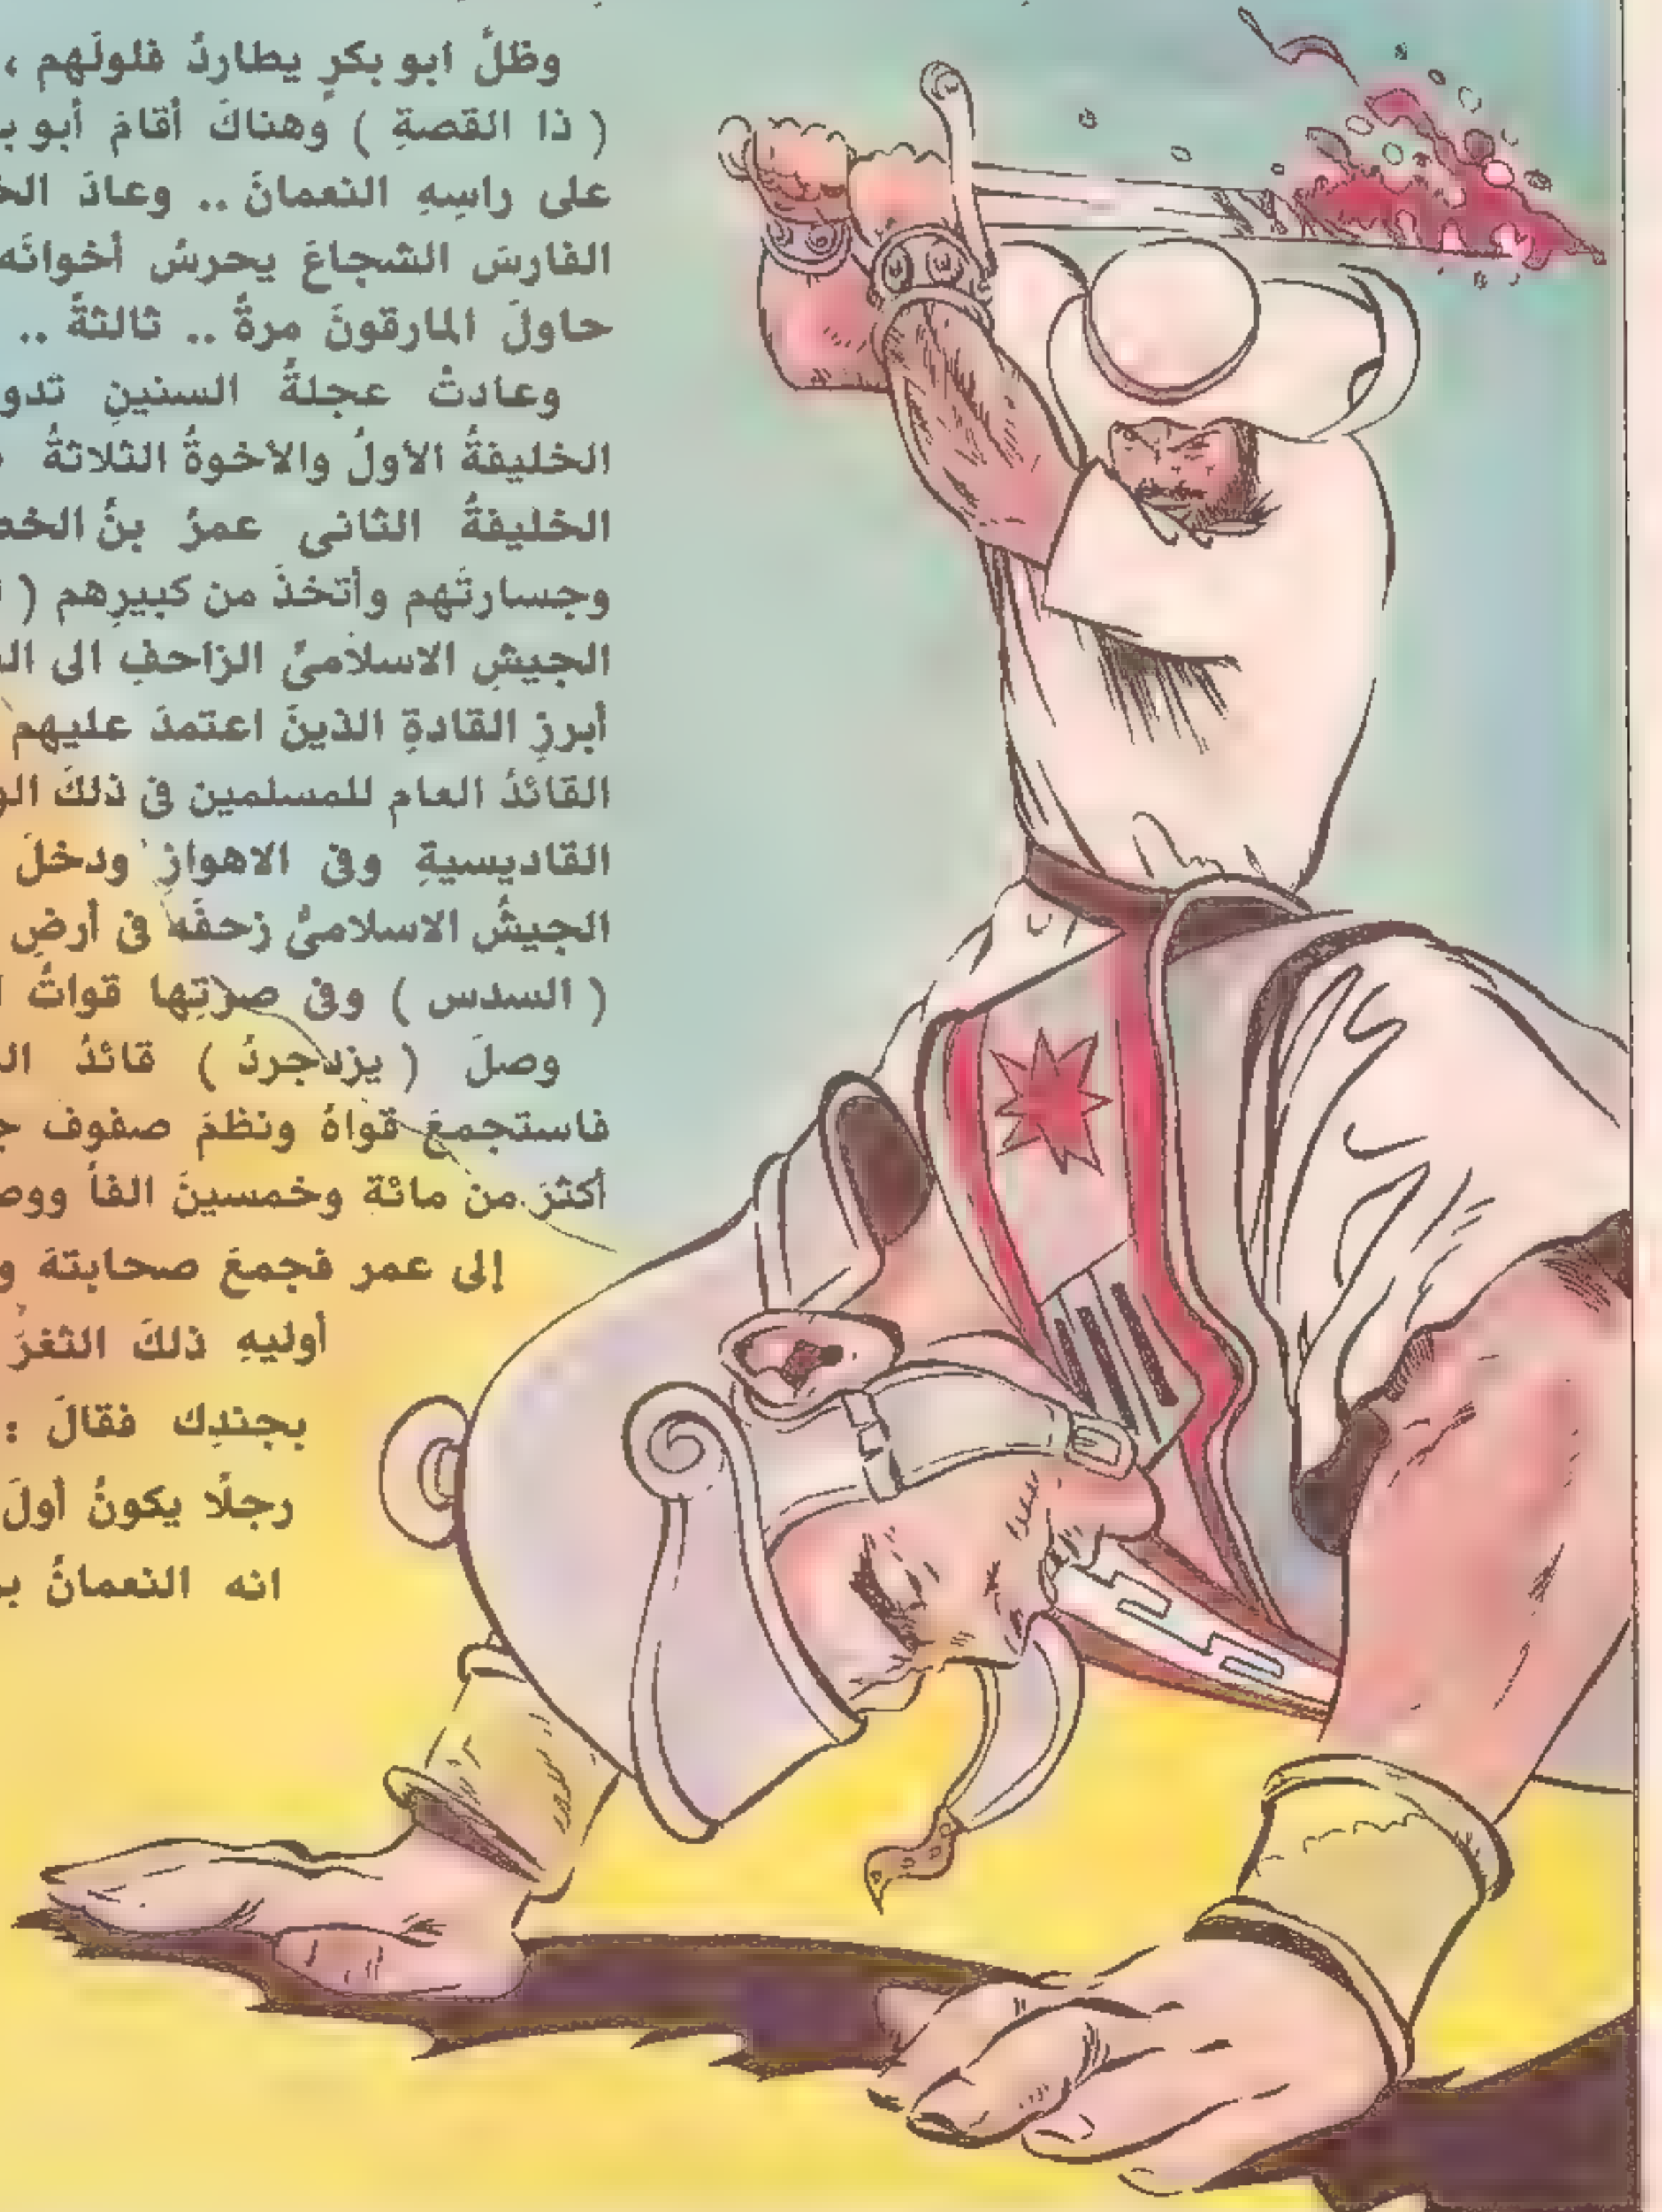 وظلَّ ابو بكرٍ يطاردُ فلولَهم ،
( ذا القصةِ ) وهناكَ أقامَ أبو
على راسِهِ النعمانَ .. وعادَ
الفارسَ الشجاعَ يحرسُ أخوانَه
حاولَ المارقونَ مرةً .. ثالثةً ..
وعادتْ عجلةُ السنينِ
الخليفةُ الأولُ والأخوةُ الثلاثةُ
الخليفةُ الثانى عمرُ بنُ
وجسارتَهم وأتخذَ من كبيرِهم (
الجيشِ الاسلامىِّ الزاحفِ الى
أبرزِ القادةِ الذينَ اعتمدَ عليهم
القائدُ العام للمسلمين فى ذلكَ
القاديسيةِ وفى الاهوازِ ودخلَ
الجيشُ الاسلامىُّ زحفَه فى أرضِ
( السدس ) وفى صرتِها قواتُ
وصلَ ( يزدجردُ ) قائدُ
فاستجمعَ قواهُ ونظمَ صفوف
أكثرَ من مائة وخمسينَ الفاً
إلى عمر فجمعَ صحابتهَ
أوليهِ ذلكَ الثغرَ
بجندِك فقالَ :
رجلًا يكونُ أولَ
انه النعمانُ